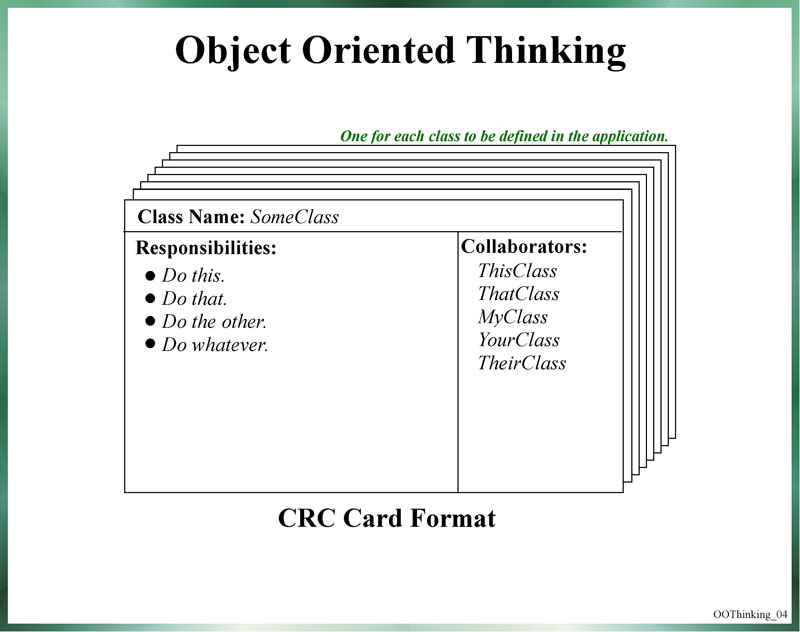 Object Oriented Thinking
One for each class to be defined in the application.
Class Name: SomeClass
Responsibilities:
● Do this.
● Do that.
● Do the other.
● Do whatever.
Collaborators:
ThisClass
ThatClass
MyClass
YourClass
TheirClass
CRC Card Format
OOThinking_04